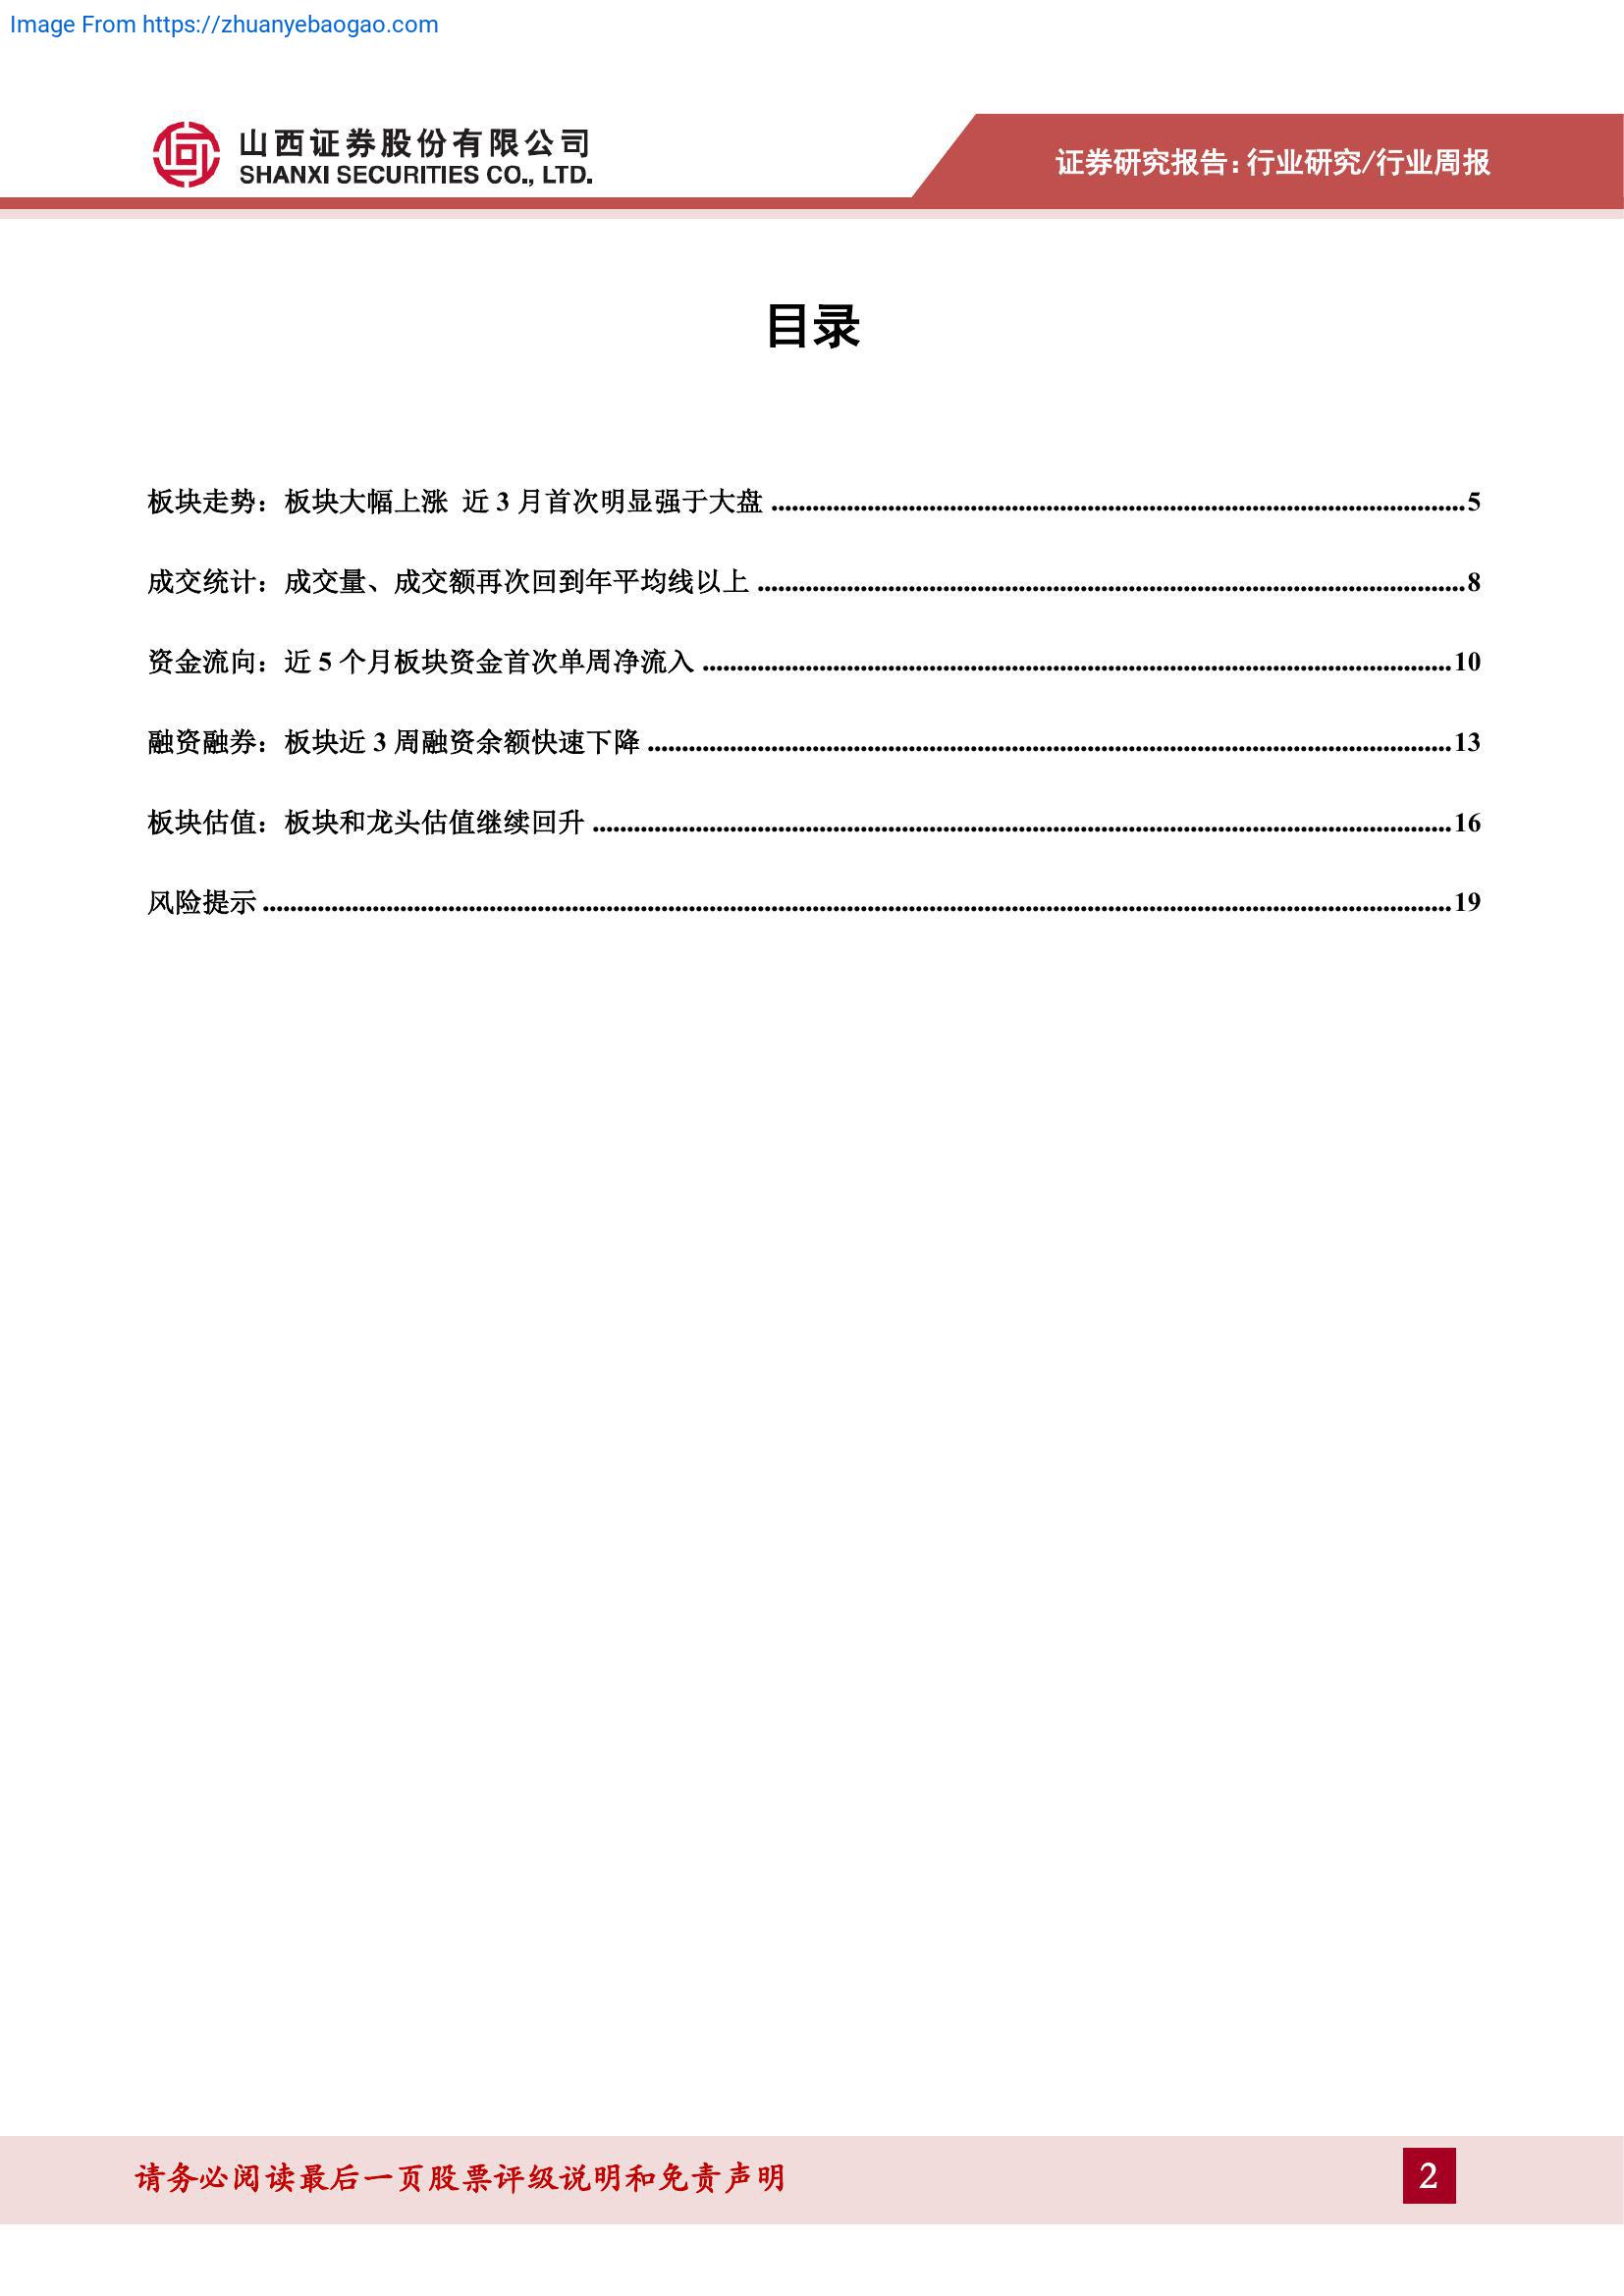 Image From https://zhuanyebaogao.com
山西证券股份有限公司
SHANXI SECURITIES CO., LTD.
证券研究报告：行业研究/行业周报
目录
板块走势：板块大幅上涨 近 3 月首次明显强于大盘 ........................................ 5
成交统计：成交量、成交额再次回到年平均线以上 ........................................ 8
资金流向：近 5 个月板块资金首次单周净流入 ........................................ 10
融资融券：板块近 3 周融资余额快速下降 ........................................ 13
板块估值：板块和龙头估值继续回升 ........................................ 16
风险提示 ........................................ 19
请务必阅读最后一页股票评级说明和免责声明
2